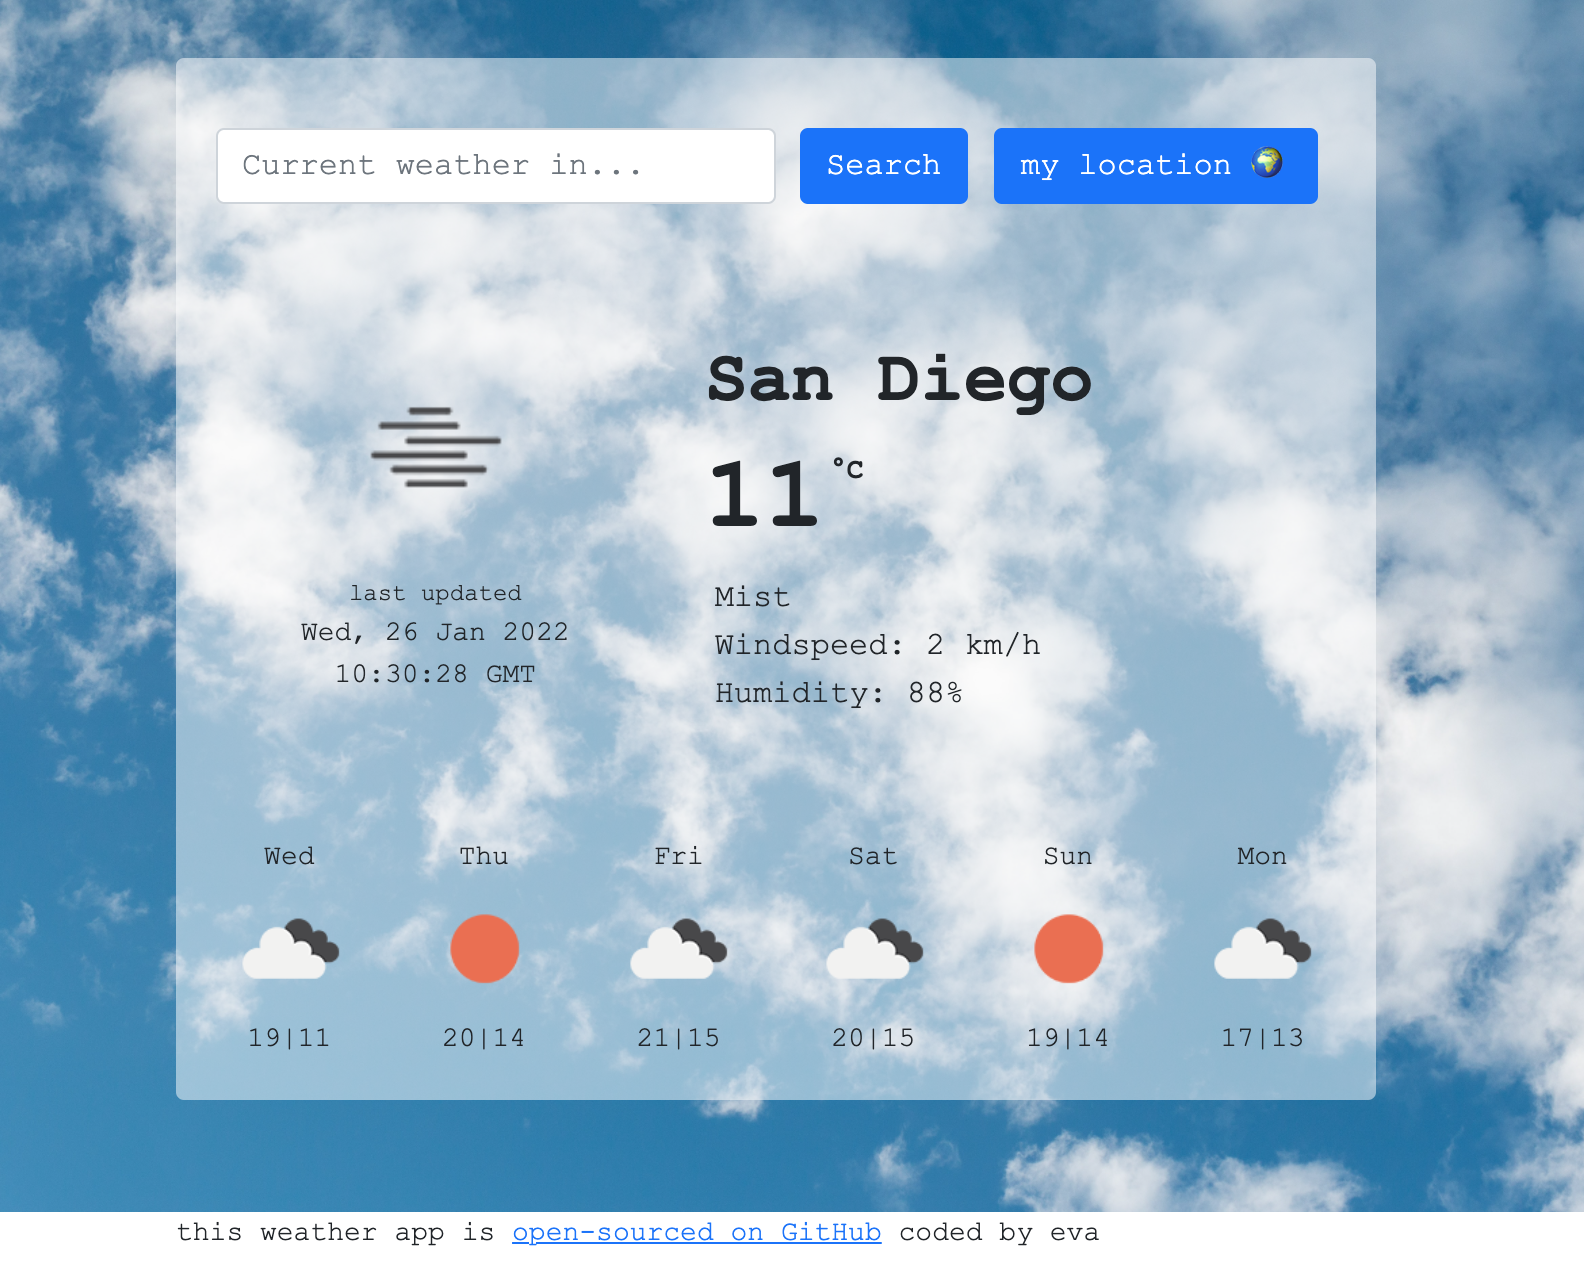 Current weather in...
Search
my location
San Diego
11 °C
last updated
Wed, 26 Jan 2022
10:30:28 GMT
Mist
Windspeed: 2 km/h
Humidity: 88%
Wed Thu Fri Sat Sun Mon
19|11 20|14 21|15 20|15 19|14 17|13
this weather app is open-sourced on GitHub coded by eva